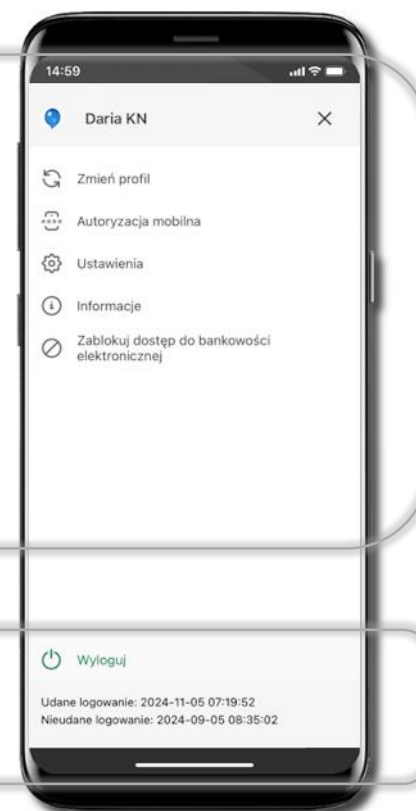 14:59
Daria KN
Zmień profil
Autoryzacja mobilna
Ustawienia
Informacje
Zablokuj dostęp do bankowości
elektronicznej
Wyloguj
Udane logowanie: 2024-11-05 07:19:52
Nieudane logowanie: 2024-09-05 08:35:02